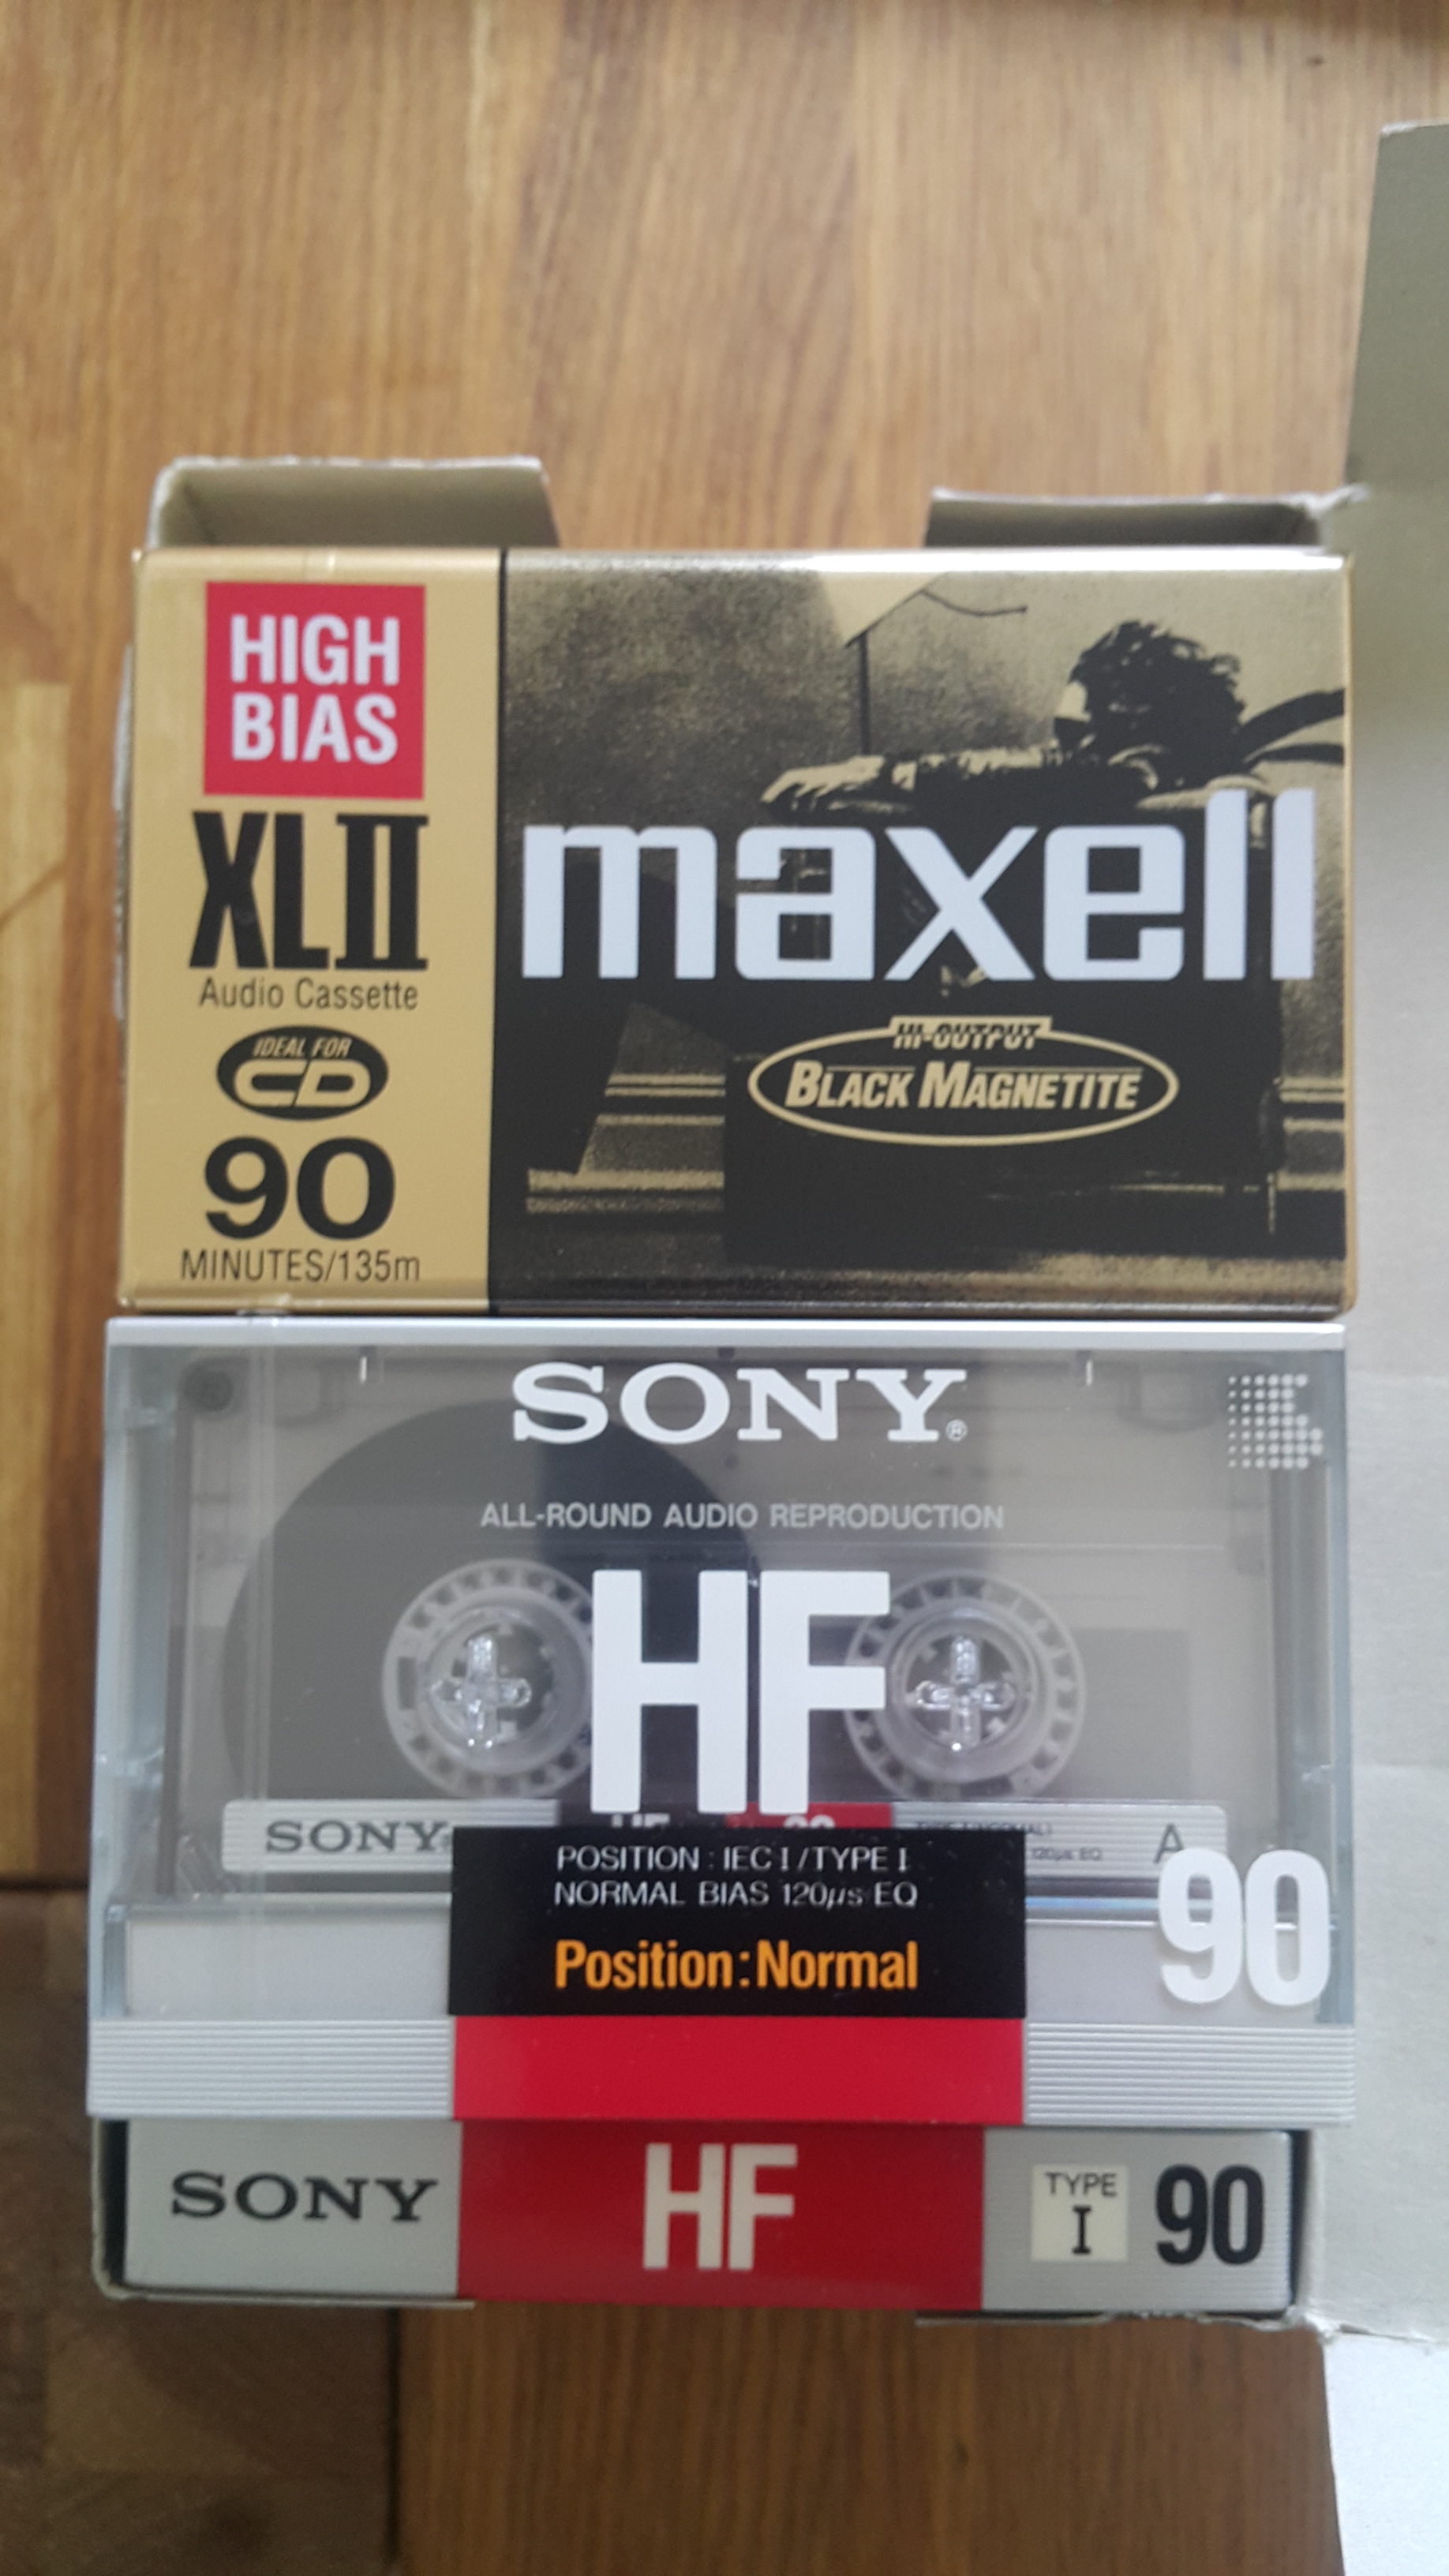 HIGH
BIAS
XLII
Audio Cassette
IDEAL FOR
CD
90
MINUTES/135m
maxell
HI-OUTPUT
BLACK MAGNETITE
SONY®
ALL-ROUND AUDIO REPRODUCTION
HF
SONY
A
POSITION : IEC I / TYPE I
NORMAL BIAS 120μs EQ
Position : Normal
90
SONY
HF
TYPE
I
90